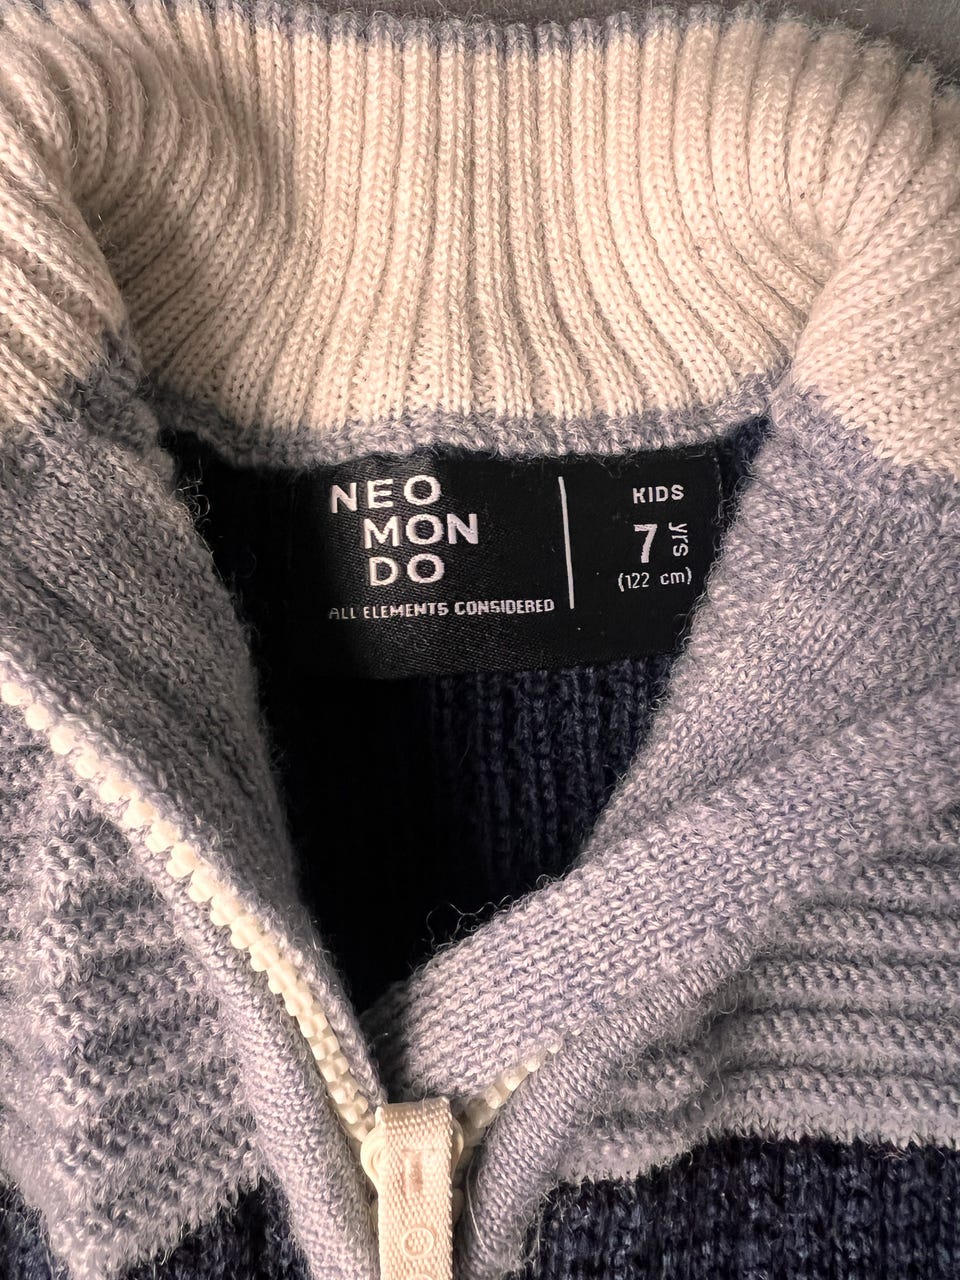 NEO
MON
DO
ALL ELEMENTS CONSIDERED
KIDS
7 yrs
(122 cm)